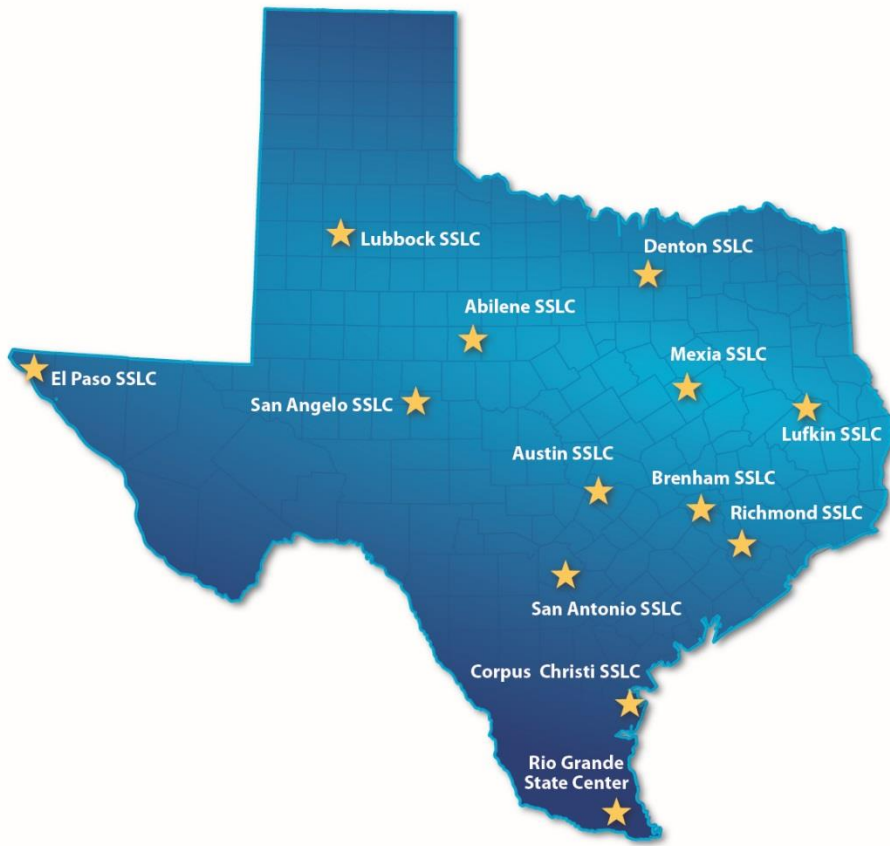 Lubbock SSLC
Denton SSLC
Abilene SSLC
Mexia SSLC
El Paso SSLC
San Angelo SSLC
Lufkin SSLC
Austin SSLC
Brenham SSLC
Richmond SSLC
San Antonio SSLC
Corpus Christi SSLC
Rio Grande
State Center